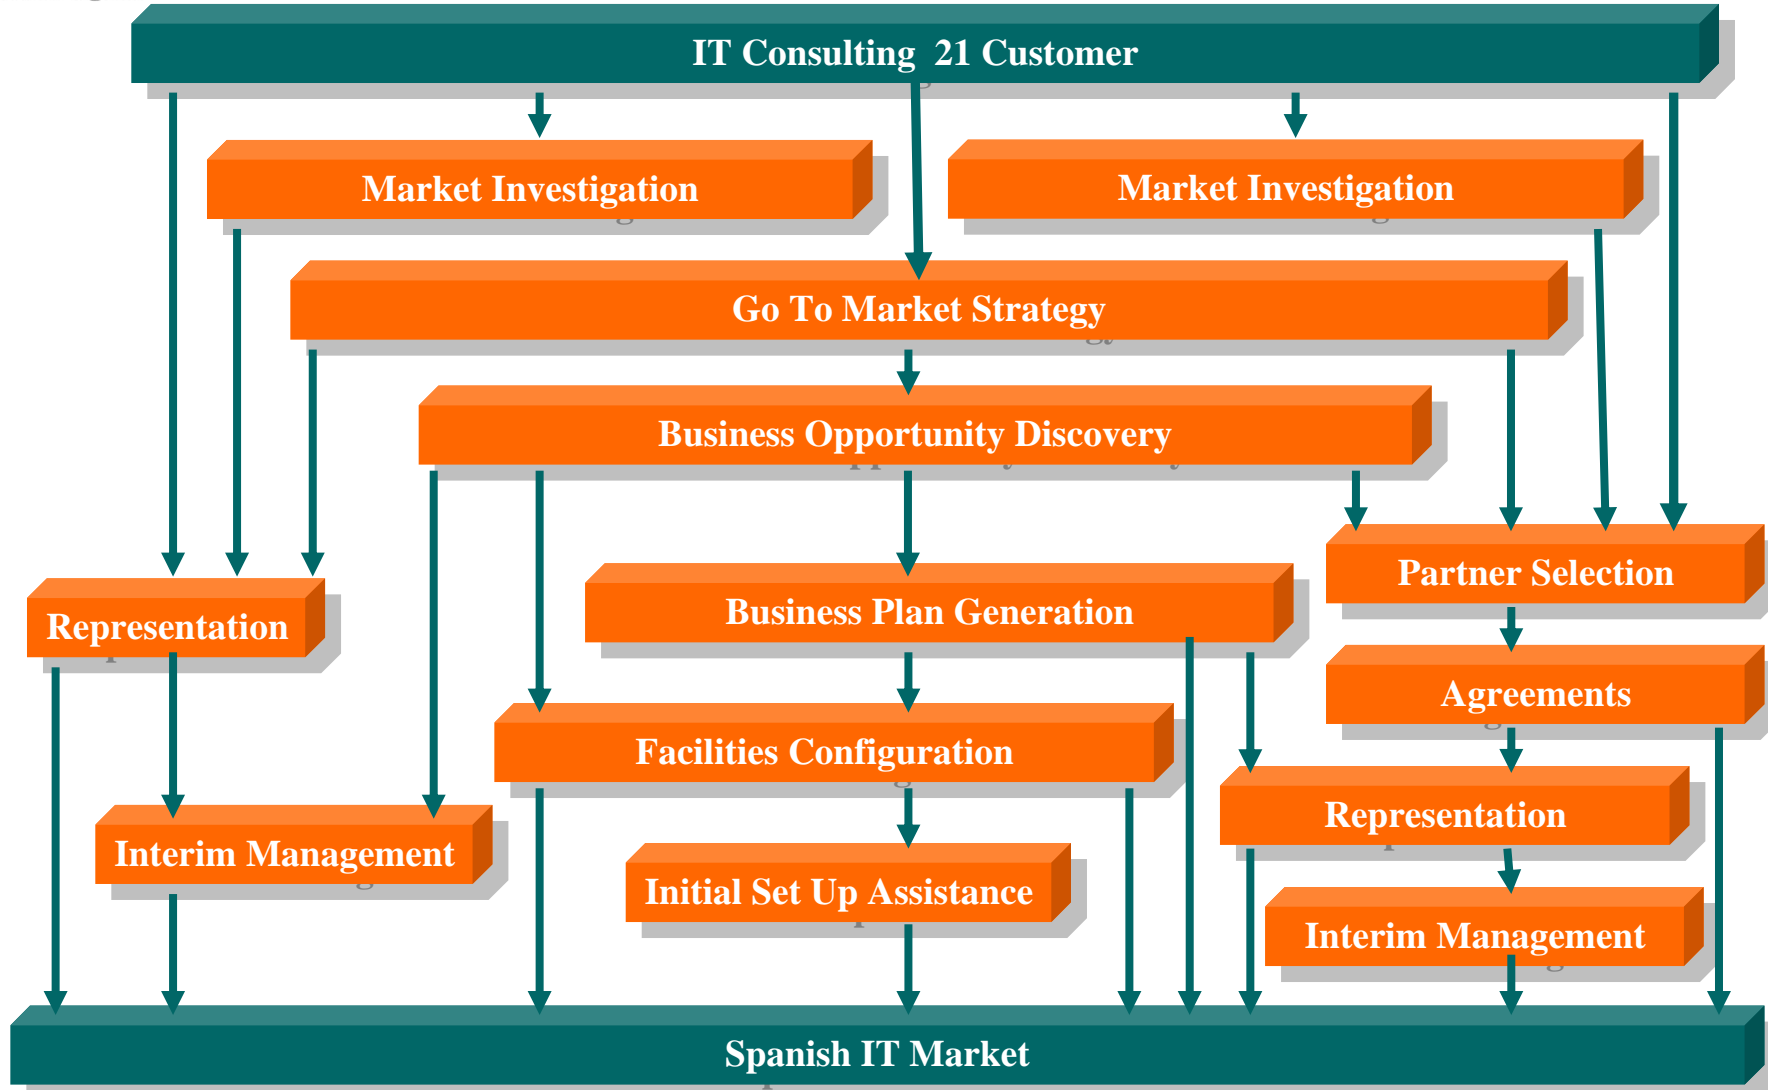 IT Consulting  21 Customer
Market Investigation
Market Investigation
Go To Market Strategy
Business Opportunity Discovery
Partner Selection
Business Plan Generation
Representation
Agreements
Facilities Configuration
Representation
Interim Management
Initial Set Up Assistance
Interim Management
Spanish IT Market